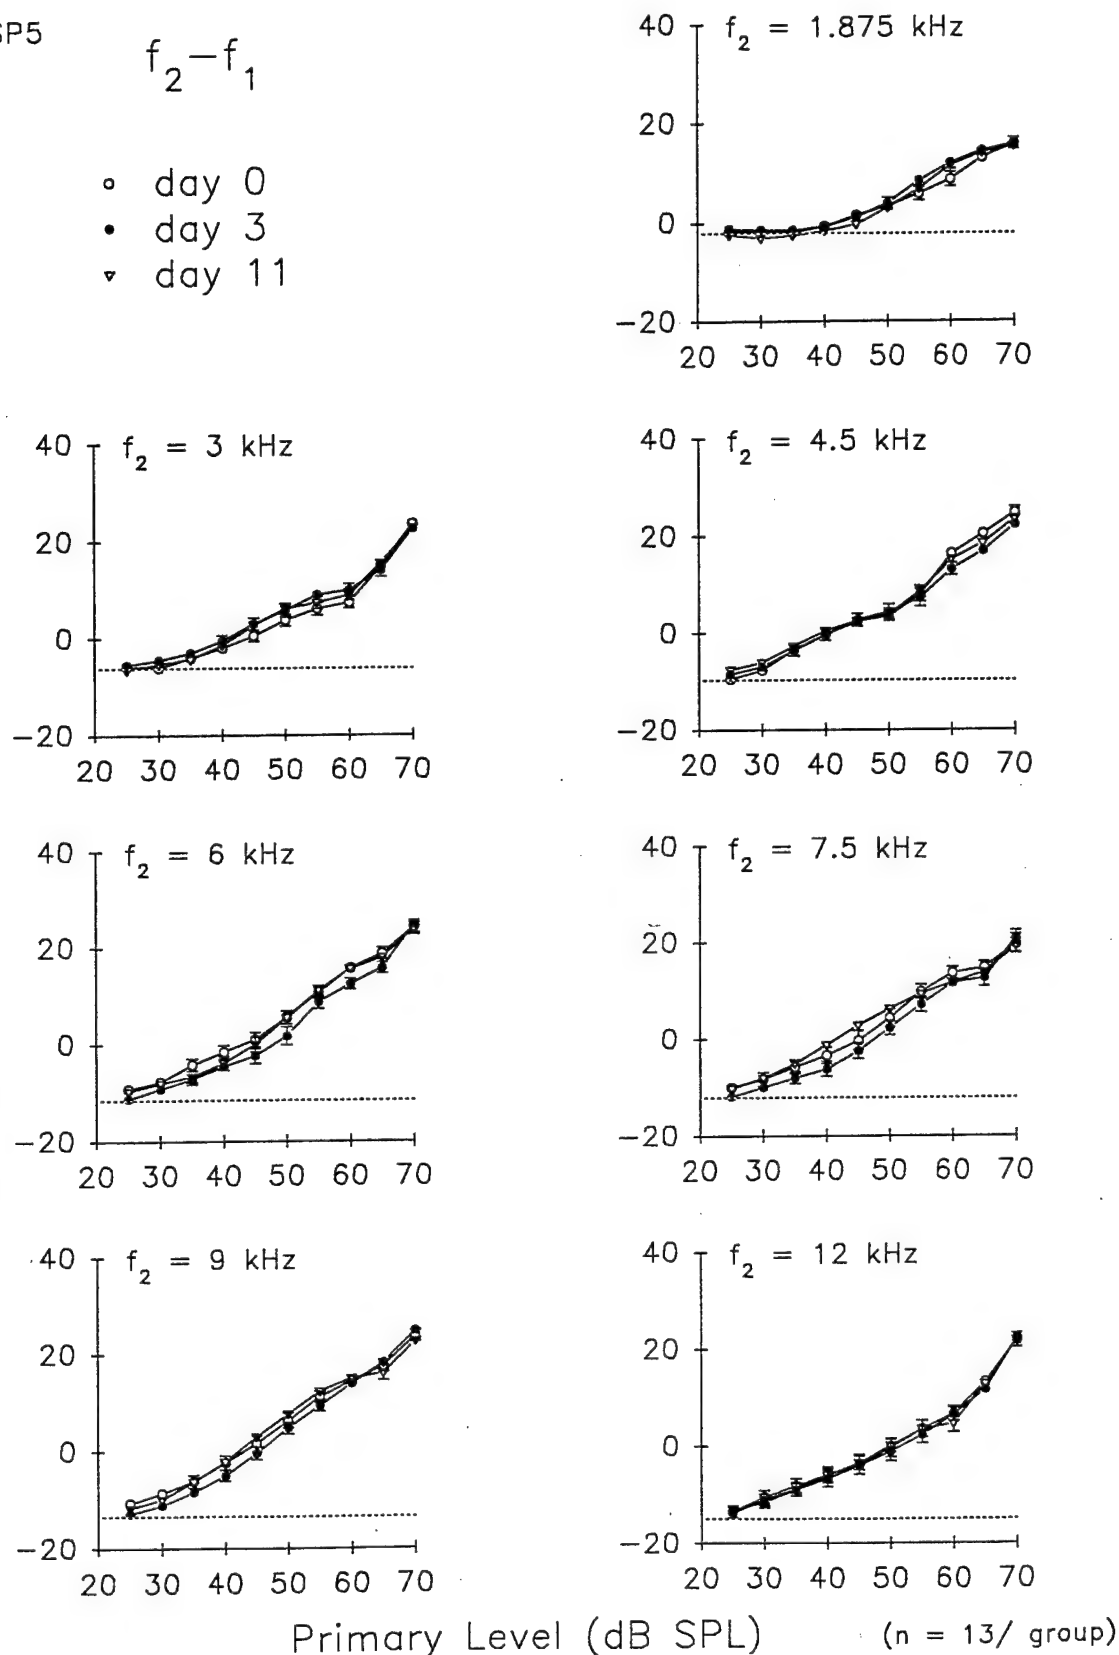 SP5
f2-f1
day 0
day 3
day 11
f2 = 1.875 kHz
40
20
0
-20
20 30 40 50 60 70
f2 = 3 kHz
40
20
0
-20
20 30 40 50 60 70
f2 = 4.5 kHz
40
20
0
-20
20 30 40 50 60 70
f2 = 6 kHz
40
20
0
-20
20 30 40 50 60 70
f2 = 7.5 kHz
40
20
0
-20
20 30 40 50 60 70
f2 = 9 kHz
40
20
0
-20
20 30 40 50 60 70
f2 = 12 kHz
40
20
0
-20
20 30 40 50 60 70
Primary Level (dB SPL)
(n = 13/ group)